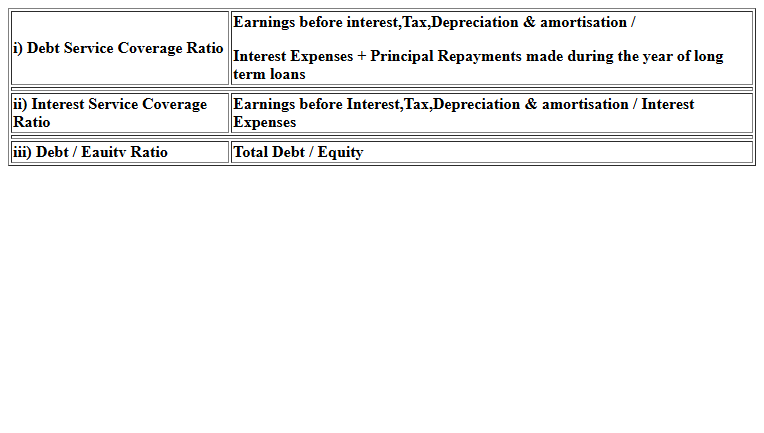 i) Debt Service Coverage Ratio
Earnings before interest,Tax,Depreciation & amortisation /
Interest Expenses + Principal Repayments made during the year of long
term loans
ii) Interest Service Coverage
Ratio
Earnings before Interest,Tax,Depreciation & amortisation / Interest
Expenses
iii) Debt / Eauitv Ratio
Total Debt / Equity